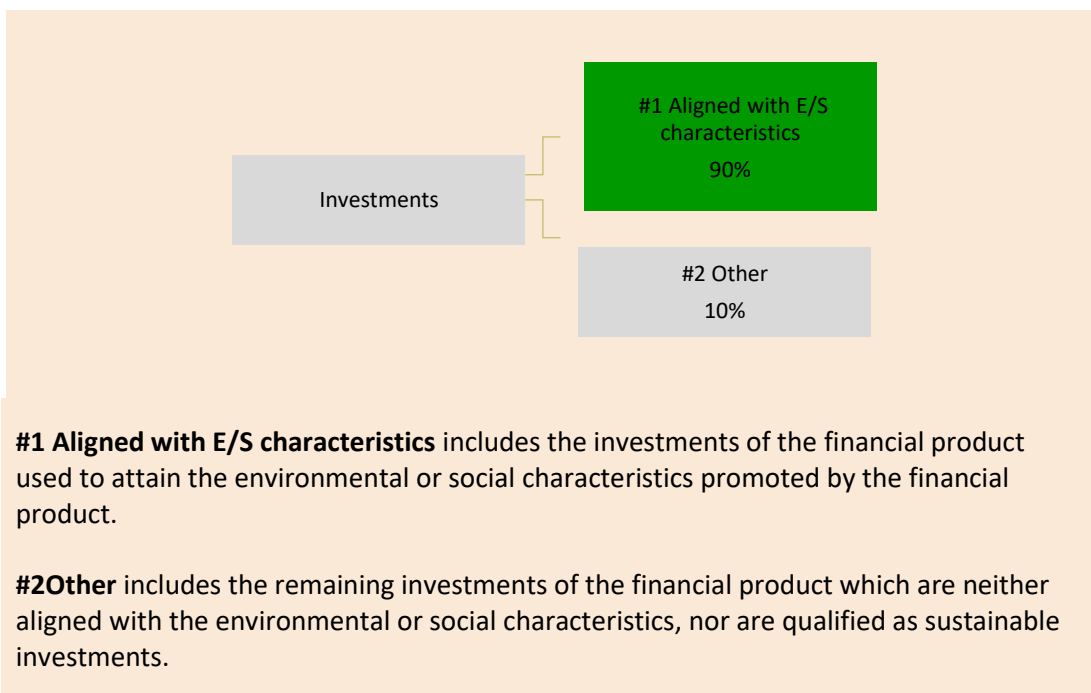 #1 Aligned with E/S
characteristics
90%
Investments
#2 Other
10%
#1 Aligned with E/S characteristics includes the investments of the financial product
used to attain the environmental or social characteristics promoted by the financial
product.
#2Other includes the remaining investments of the financial product which are neither
aligned with the environmental or social characteristics, nor are qualified as sustainable
investments.